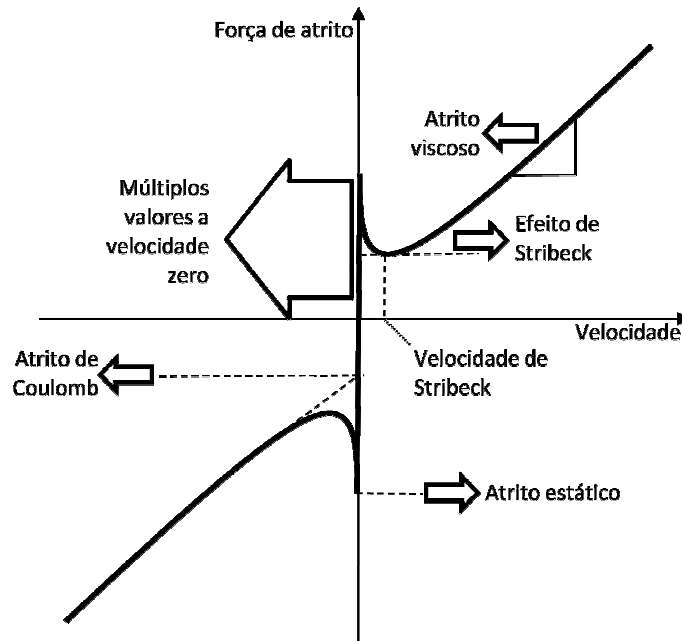 Força de atrito
Atrito
viscoso
Múltiplos
valores a
velocidade
zero
Efeito de
Stribeck
Velocidade
Atrito de
Coulomb
Velocidade de
Stribeck
Atrito estático